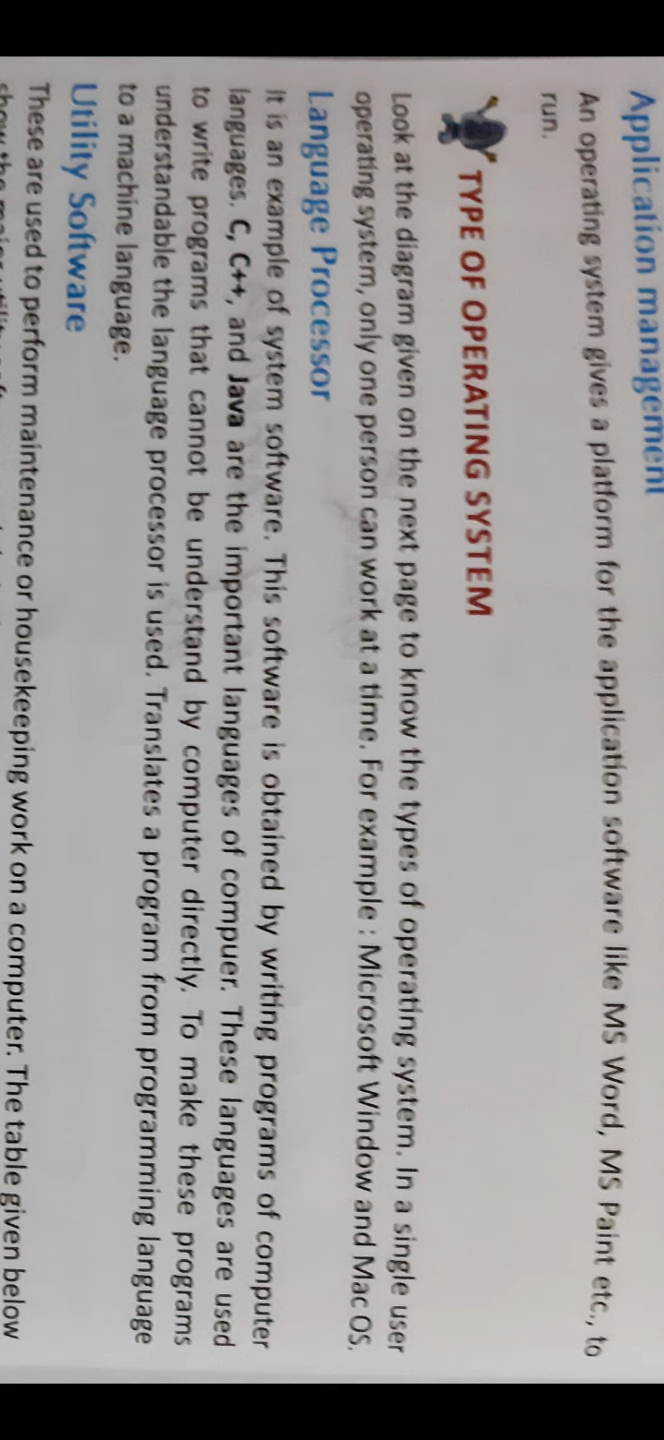 Application management
An operating system gives a platform for the application software like MS Word, MS Paint etc., to
run.
TYPE OF OPERATING SYSTEM
Look at the diagram given on the next page to know the types of operating system. In a single user
operating system, only one person can work at a time. For example : Microsoft Window and Mac OS.
Language Processor
It is an example of system software. This software is obtained by writing programs of computer
languages. C, C++, and Java are the important languages of compuer. These languages are used
to write programs that cannot be understand by computer directly. To make these programs
understandable the language processor is used. Translates a program from programming language
to a machine language.
Utility Software
These are used to perform maintenance or housekeeping work on a computer. The table given below
show the